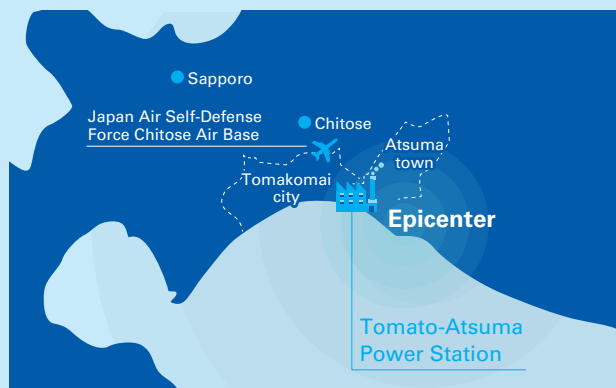 Sapporo
Japan Air Self-Defense
Force Chitose Air Base
Chitose
Atsuma
town
Tomakomai
city
Epicenter
Tomato-Atsuma
Power Station